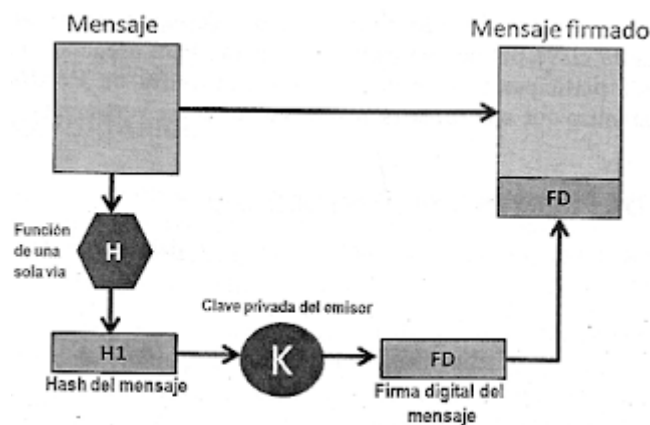 Mensaje
Mensaje firmado
FD
Función
de una
sola via
H
Clave privada del emisor
H1
K
FD
Hash del mensaje
Firma digital del
mensaje